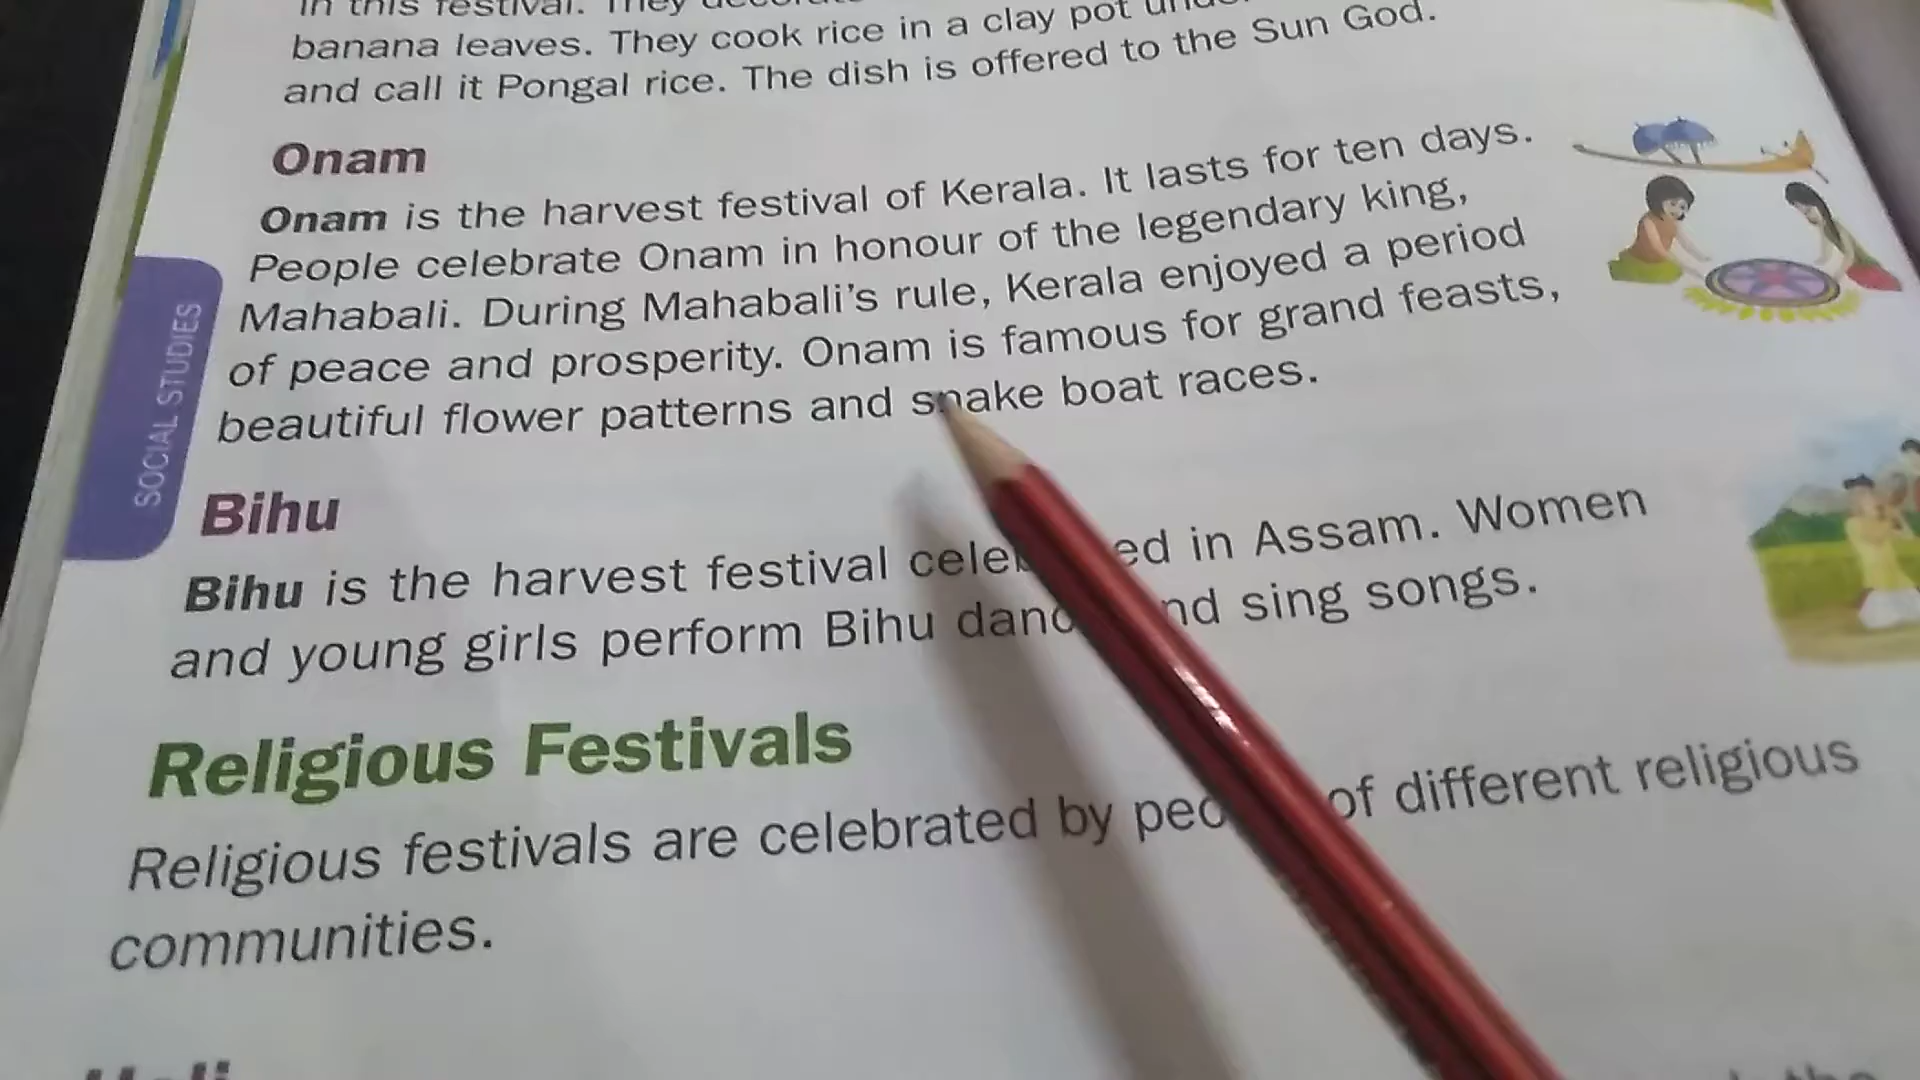 in this festival. They
banana leaves. They cook rice in a clay pot
and call it Pongal rice. The dish is offered to the Sun God.
Onam
Onam is the harvest festival of Kerala. It lasts for ten days.
People celebrate Onam in honour of the legendary king,
Mahabali. During Mahabali's rule, Kerala enjoyed a period
of peace and prosperity. Onam is famous for grand feasts,
beautiful flower patterns and snake boat races.
SOCIAL STUDIES
Bihu
Bihu is the harvest festival celebrated in Assam. Women
and young girls perform Bihu dance and sing songs.
Religious Festivals
Religious festivals are celebrated by people of different religious
communities.